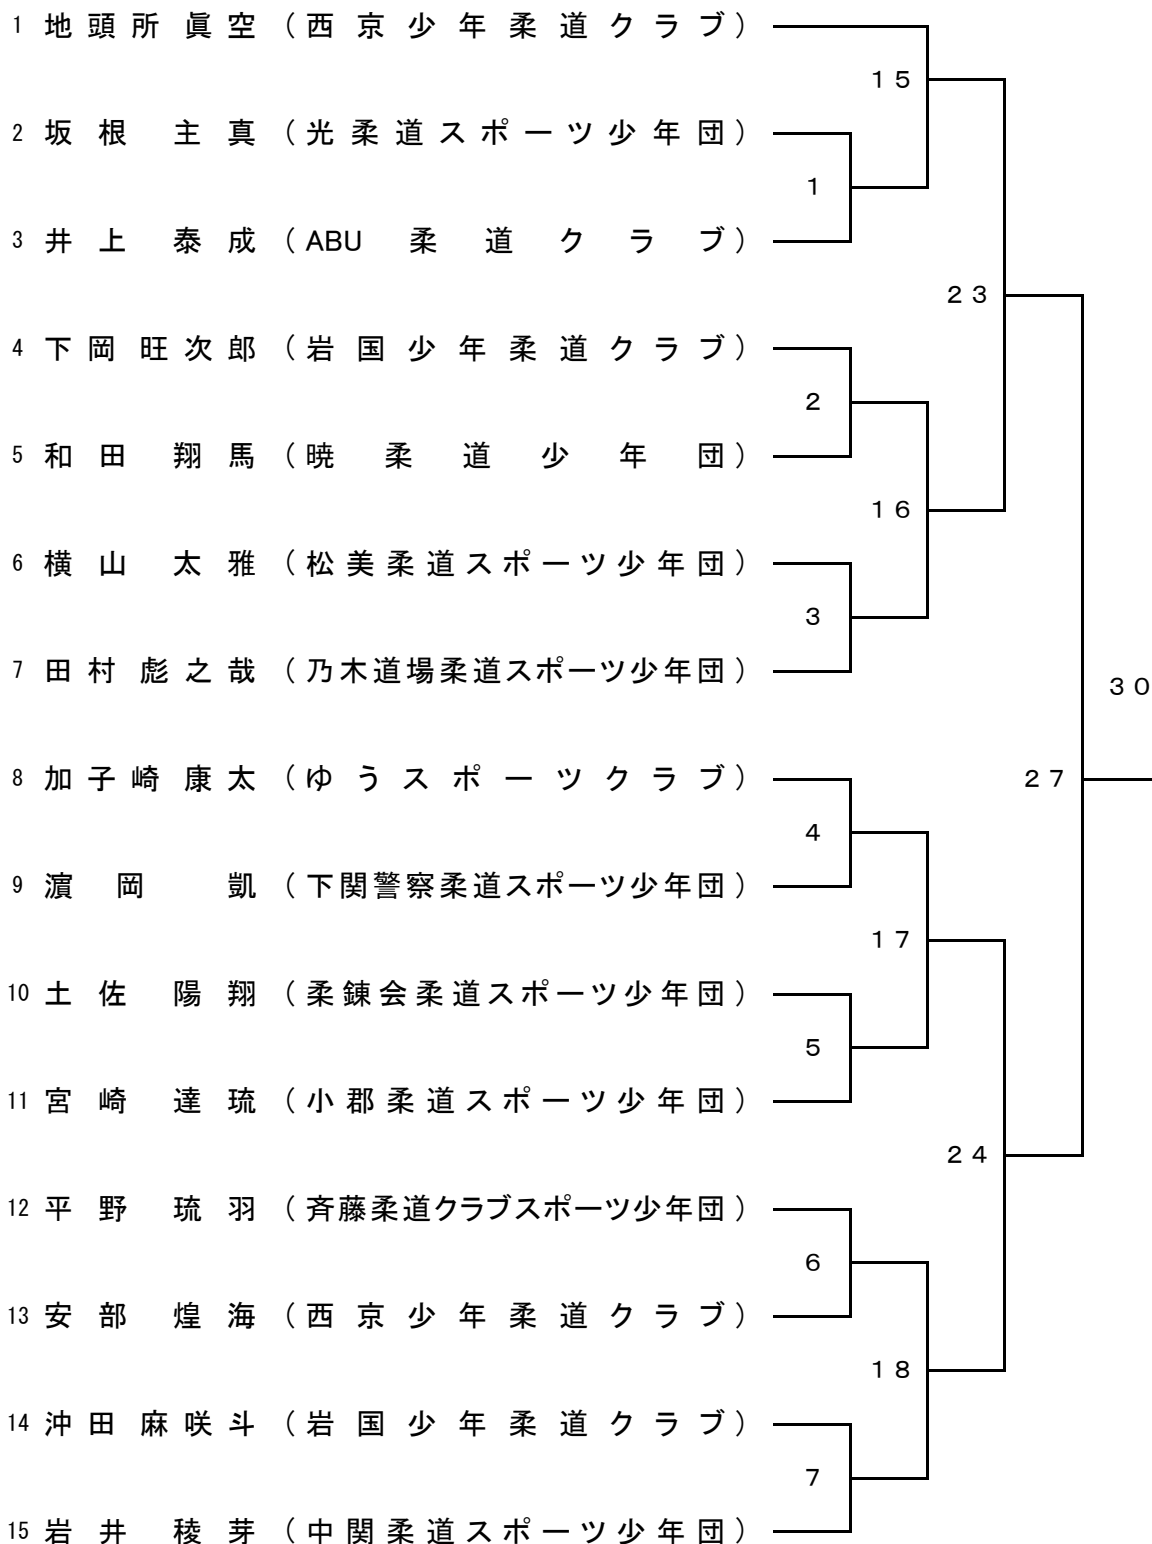 1 地頭所眞空（西京少年柔道クラブ）
15
2 坂根 主真（光柔道スポーツ少年団）
1
3 井上 泰成（ABU柔道クラブ）
23
4 下岡旺次郎（岩国少年柔道クラブ）
2
5 和田 翔馬（暁柔道少年団）
16
6 横山 太雅（松美柔道スポーツ少年団）
3
7 田村彪之哉（乃木道場柔道スポーツ少年団）
30
8 加子崎康太（ゆうスポーツクラブ）
27
4
9 濵岡 凱（下関警察柔道スポーツ少年団）
17
10 土佐 陽翔（柔錬会柔道スポーツ少年団）
5
11 宮崎 達琉（小郡柔道スポーツ少年団）
24
12 平野 琉羽（斉藤柔道クラブスポーツ少年団）
6
13 安部 煌海（西京少年柔道クラブ）
18
14 沖田麻咲斗（岩国少年柔道クラブ）
7
15 岩井 稜芽（中関柔道スポーツ少年団）